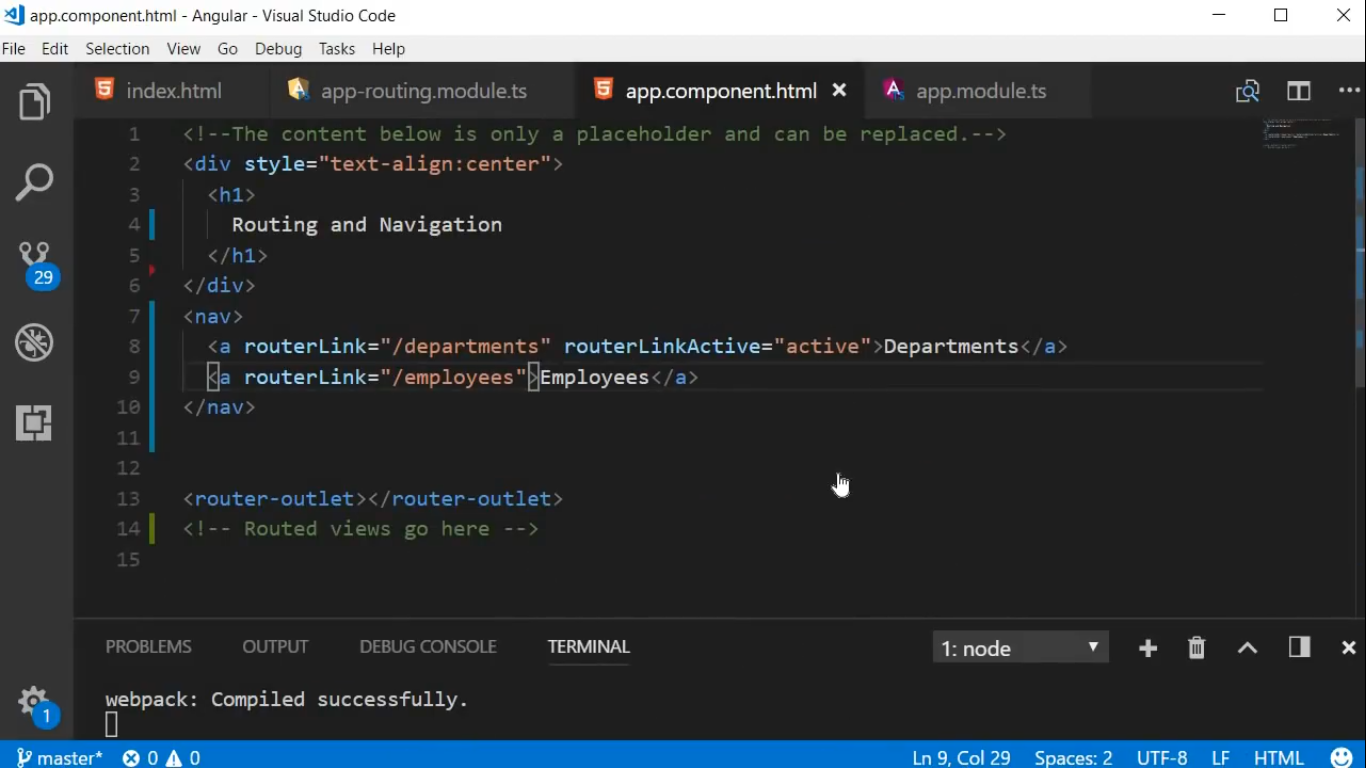 app.component.html - Angular - Visual Studio Code
File Edit Selection View Go Debug Tasks Help
index.html app-routing.module.ts app.component.html app.module.ts
1 <!--The content below is only a placeholder and can be replaced.-->
2 <div style="text-align:center">
3 <h1>
4 Routing and Navigation
5 </h1>
6 </div>
7 <nav>
8 <a routerLink="/departments" routerLinkActive="active">Departments</a>
9 <a routerLink="/employees">Employees</a>
10 </nav>
11
12
13 <router-outlet></router-outlet>
14 <!-- Routed views go here -->
15
29
PROBLEMS OUTPUT DEBUG CONSOLE TERMINAL 1: node
webpack: Compiled successfully.
1
master* 0 0 Ln 9, Col 29 Spaces: 2 UTF-8 LF HTML